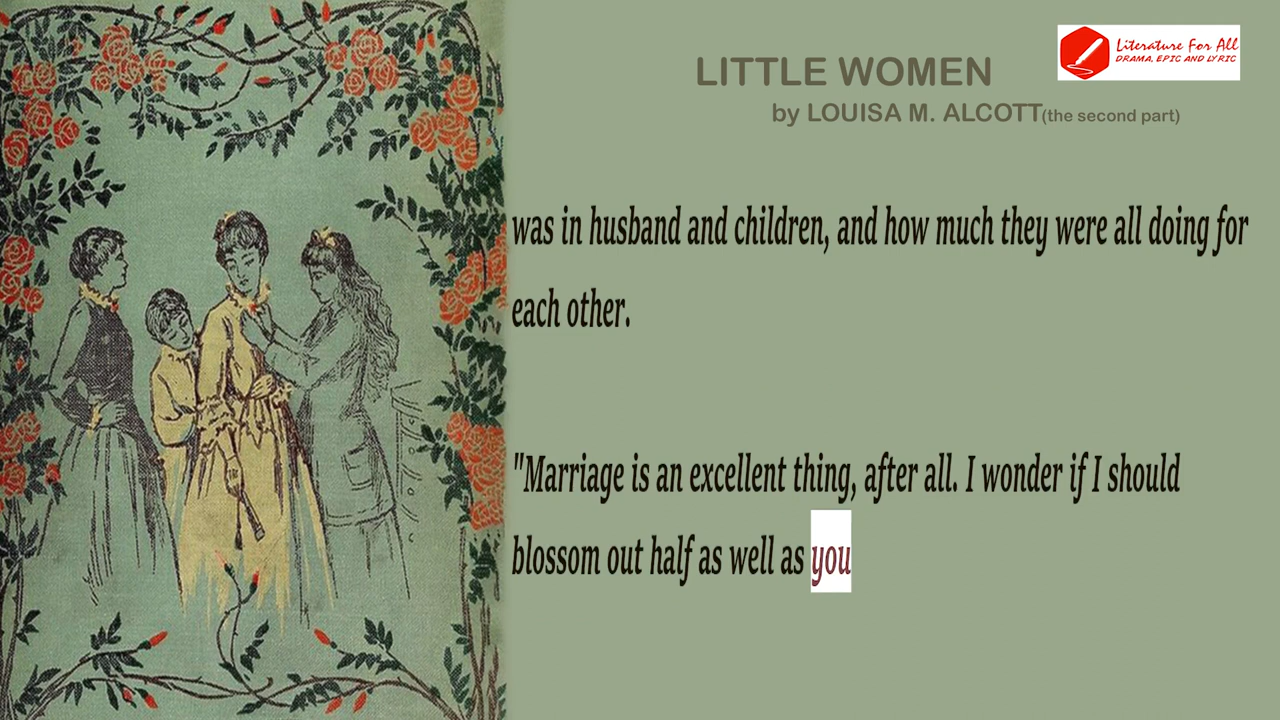 LITTLE WOMEN
Literature For All
DRAMA, EPIC AND LYRIC
by LOUISA M. ALCOTT(the second part)
was in husband and children, and how much they were all doing for
each other.
"Marriage is an excellent thing, after all. I wonder if I should
blossom out half as well as you